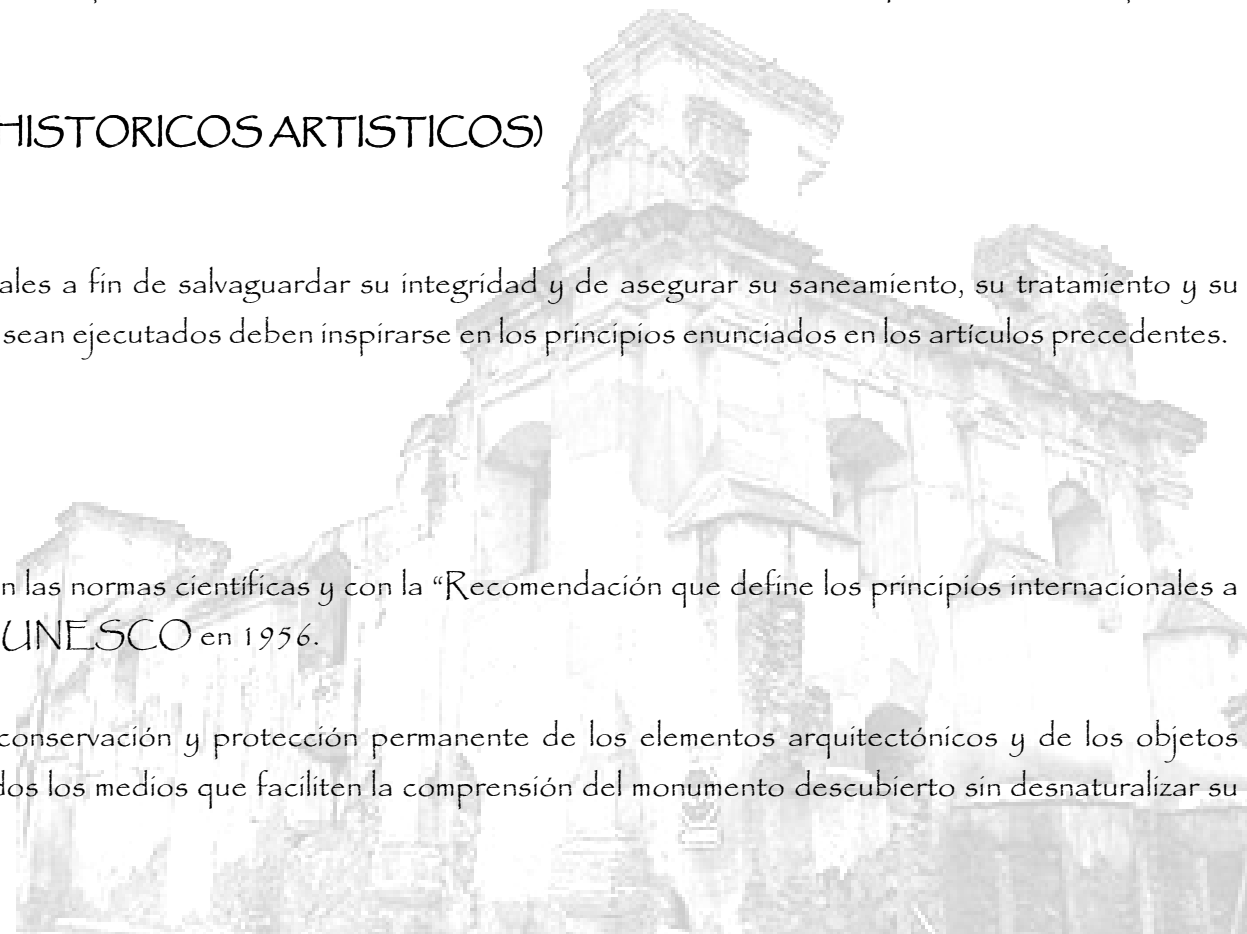 HISTORICOS ARTISTICOS)
ales a fin de salvaguardar su integridad y de asegurar su saneamiento, su tratamiento y su
sean ejecutados deben inspirarse en los principios enunciados en los artículos precedentes.
n las normas científicas y con la “Recomendación que define los principios internacionales a
UNESCO en 1956.
conservación y protección permanente de los elementos arquitectónicos y de los objetos
dos los medios que faciliten la comprensión del monumento descubierto sin desnaturalizar su